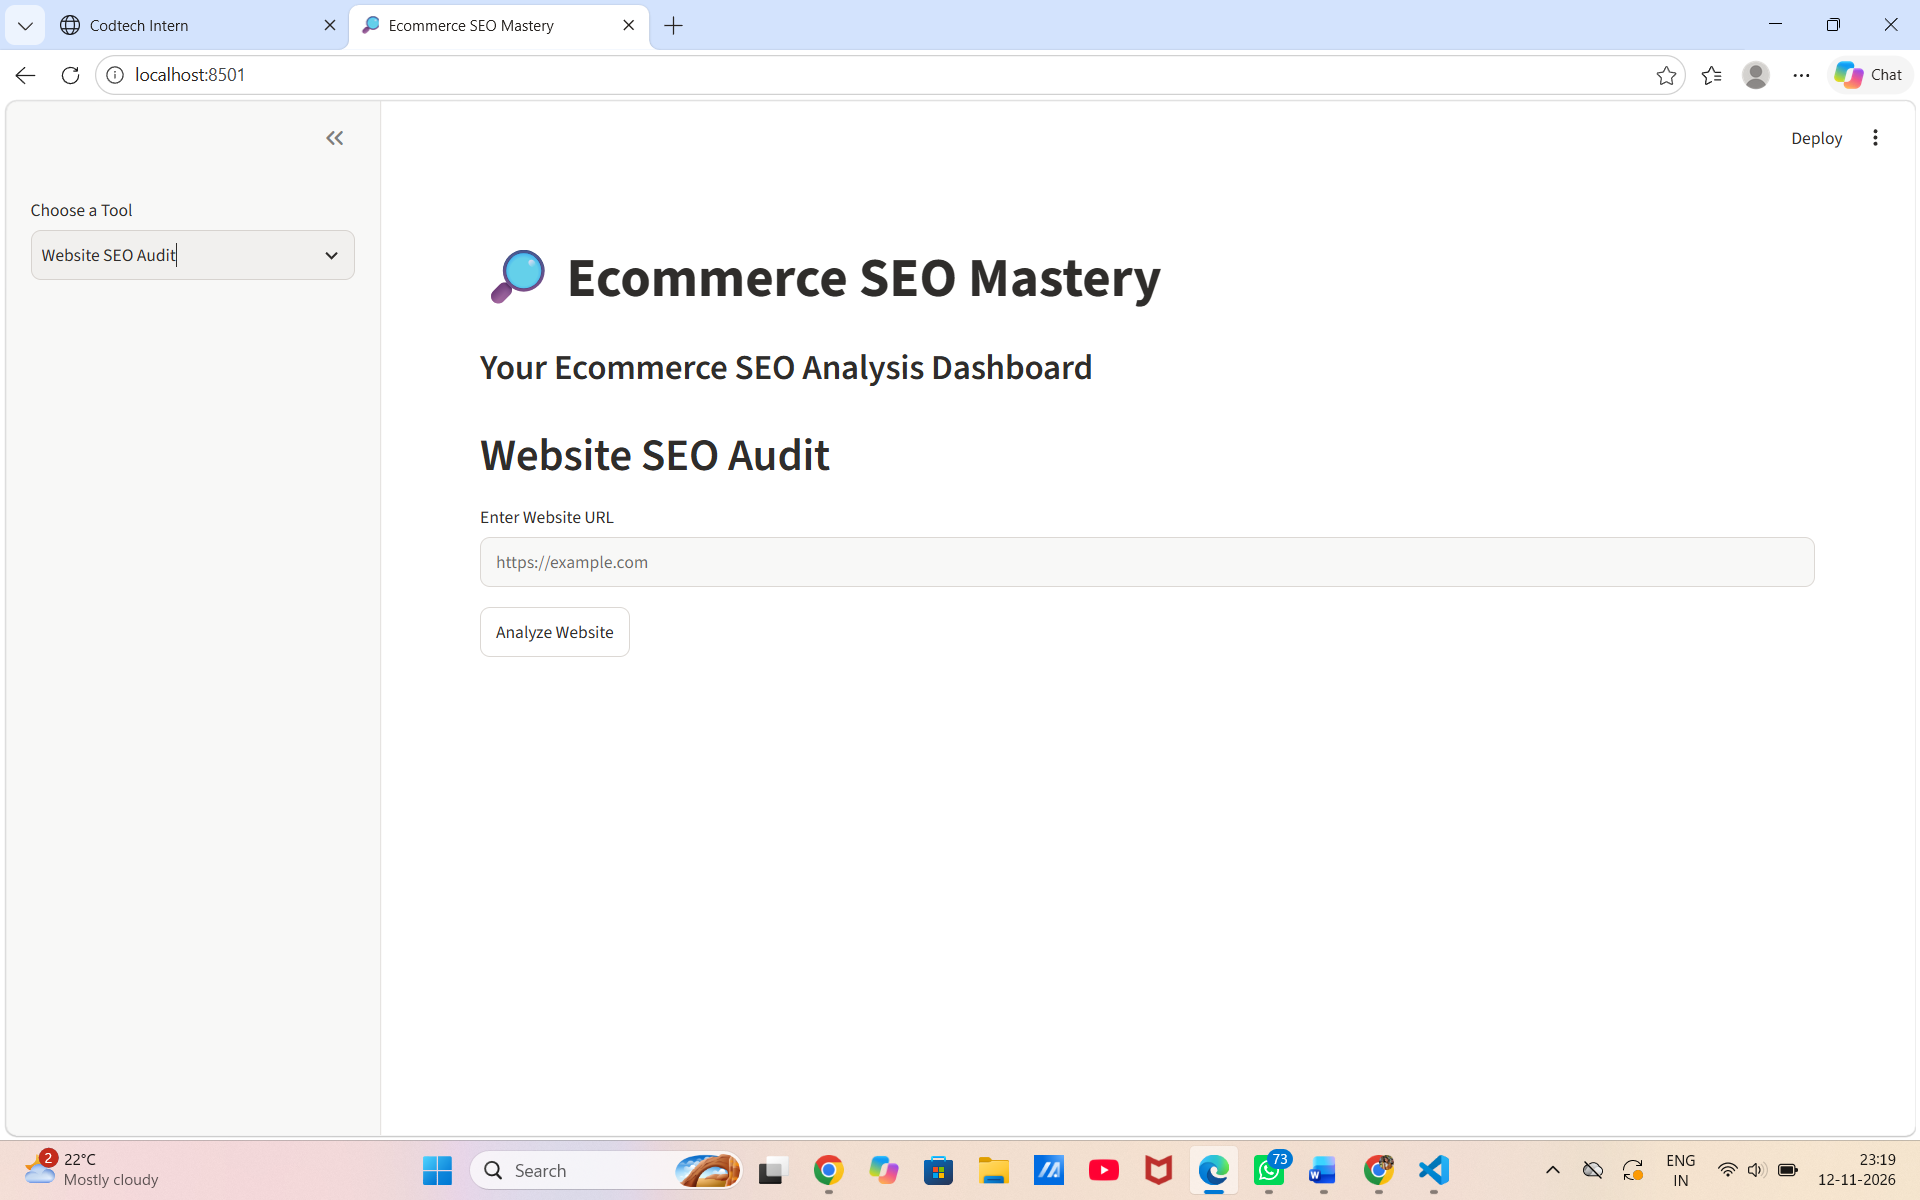 Codtech Intern
Ecommerce SEO Mastery
localhost:8501
Chat
Deploy
Choose a Tool
Website SEO Audit
Ecommerce SEO Mastery
Your Ecommerce SEO Analysis Dashboard
Website SEO Audit
Enter Website URL
https://example.com
Analyze Website
2
22°C
Mostly cloudy
Search
73
ENG
IN
23:19
12-11-2026